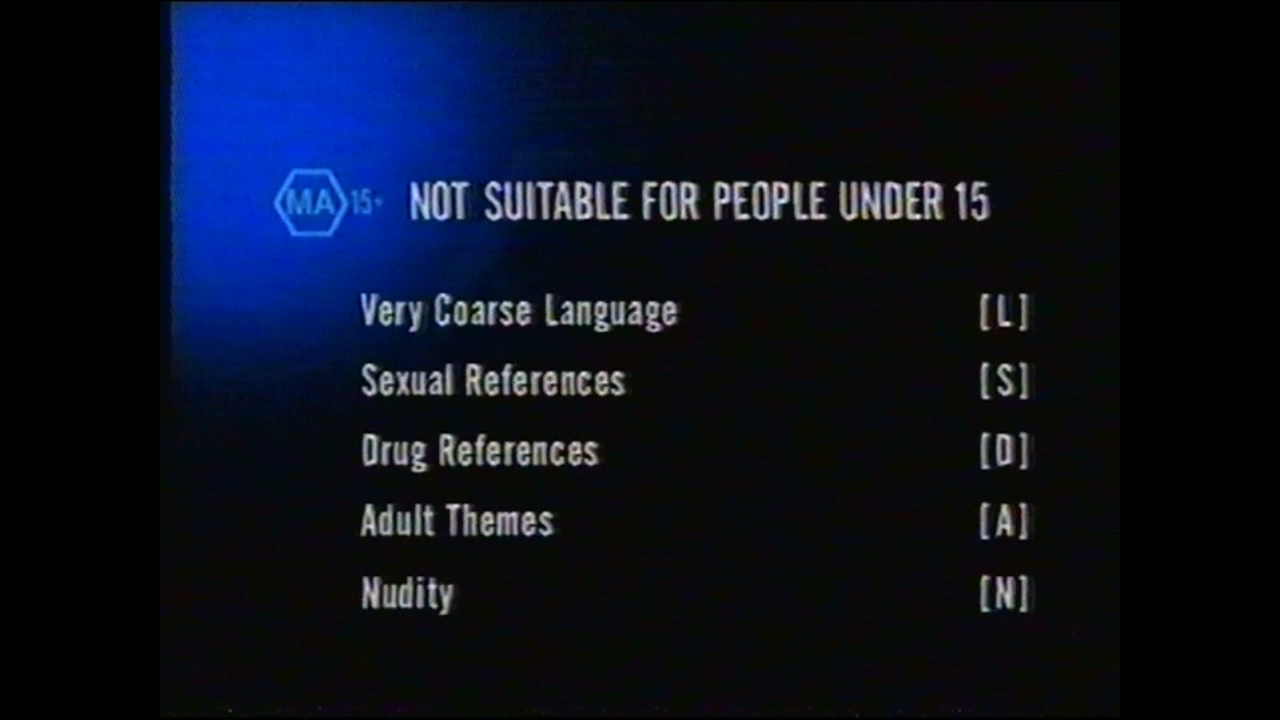 MA 15+ NOT SUITABLE FOR PEOPLE UNDER 15
Very Coarse Language [L]
Sexual References [S]
Drug References [D]
Adult Themes [A]
Nudity [N]